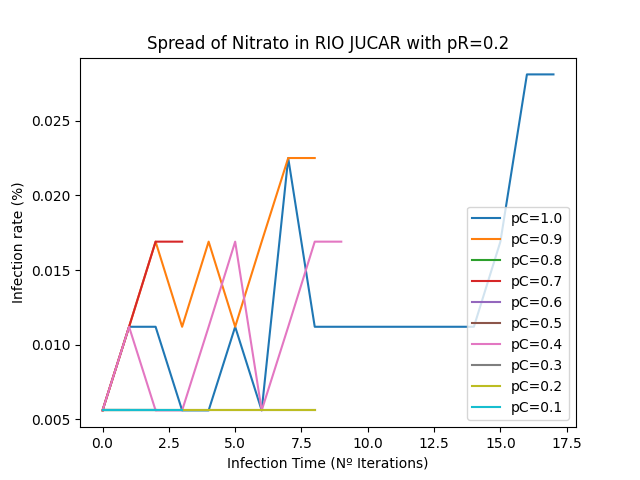 Spread of Nitrato in RIO JUCAR with pR=0.2
Infection rate (%)
0.025
0.020
0.015
0.010
0.005
pC=1.0
pC=0.9
pC=0.8
pC=0.7
pC=0.6
pC=0.5
pC=0.4
pC=0.3
pC=0.2
pC=0.1
0.0 2.5 5.0 7.5 10.0 12.5 15.0 17.5
Infection Time (Nº Iterations)